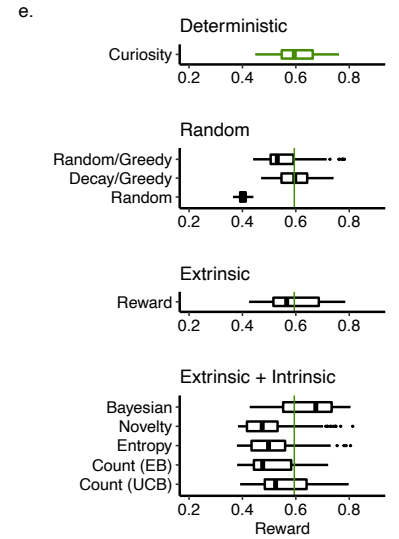 e.
Deterministic
Curiosity
0.2 0.4 0.6 0.8
Random
Random/Greedy
Decay/Greedy
Random
0.2 0.4 0.6 0.8
Extrinsic
Reward
0.2 0.4 0.6 0.8
Extrinsic + Intrinsic
Bayesian
Novelty
Entropy
Count (EB)
Count (UCB)
0.2 0.4 0.6 0.8
Reward